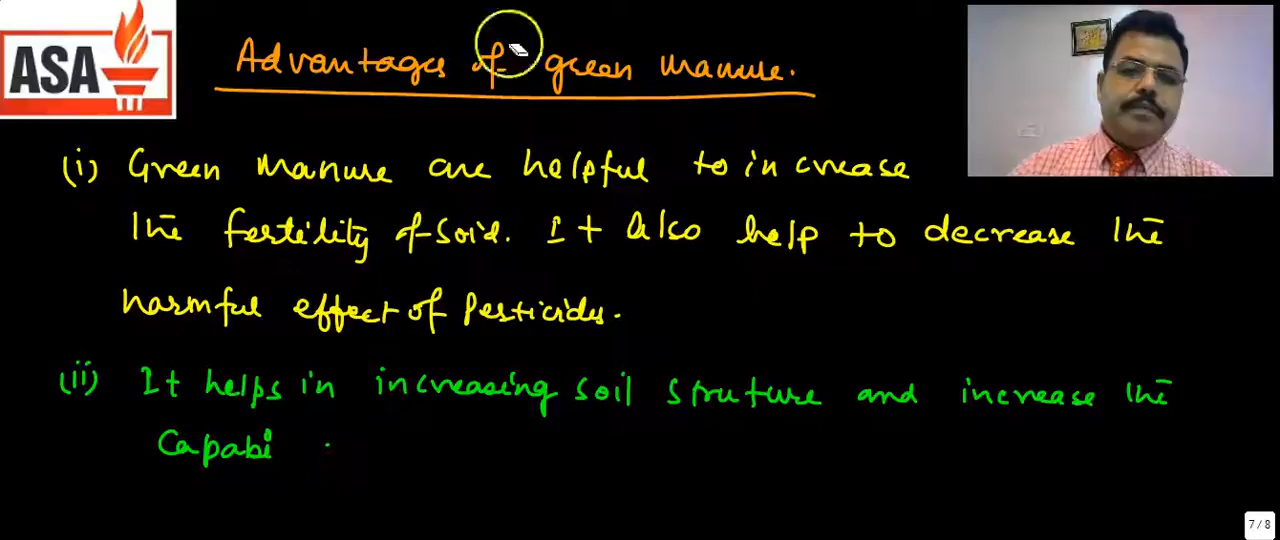 ASA
Advantages of green manure.
(i) Green manure are helpful to increase
the fertility of soil. It also help to decrease the
harmful effect of Pesticides.
(ii) It helps in increasing soil struture and increase the
Capabi
7/8